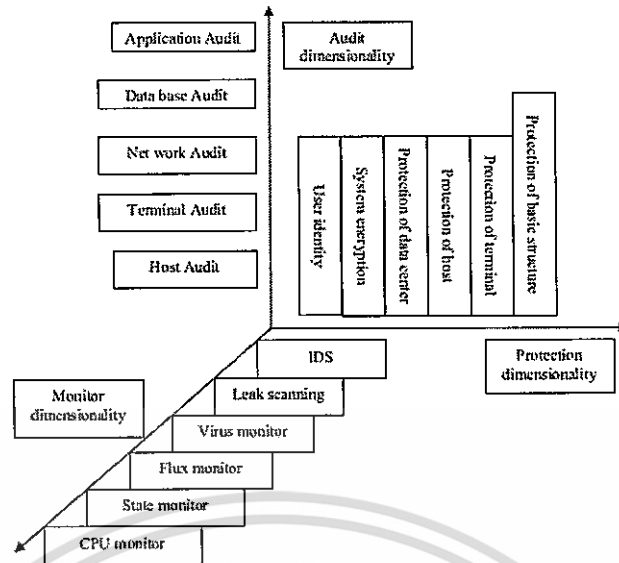 Application Audit
Audit
dimensionality
Data base Audit
Net work Audit
Terminal Audit
Host Audit
User identity
System encryption
Protection of data center
Protection of host
Protection of terminal
Protection of basic structure
IDS
Protection
dimensionality
Monitor
dimensionality
Leak scanning
Virus monitor
Flux monitor
State monitor
CPU monitor